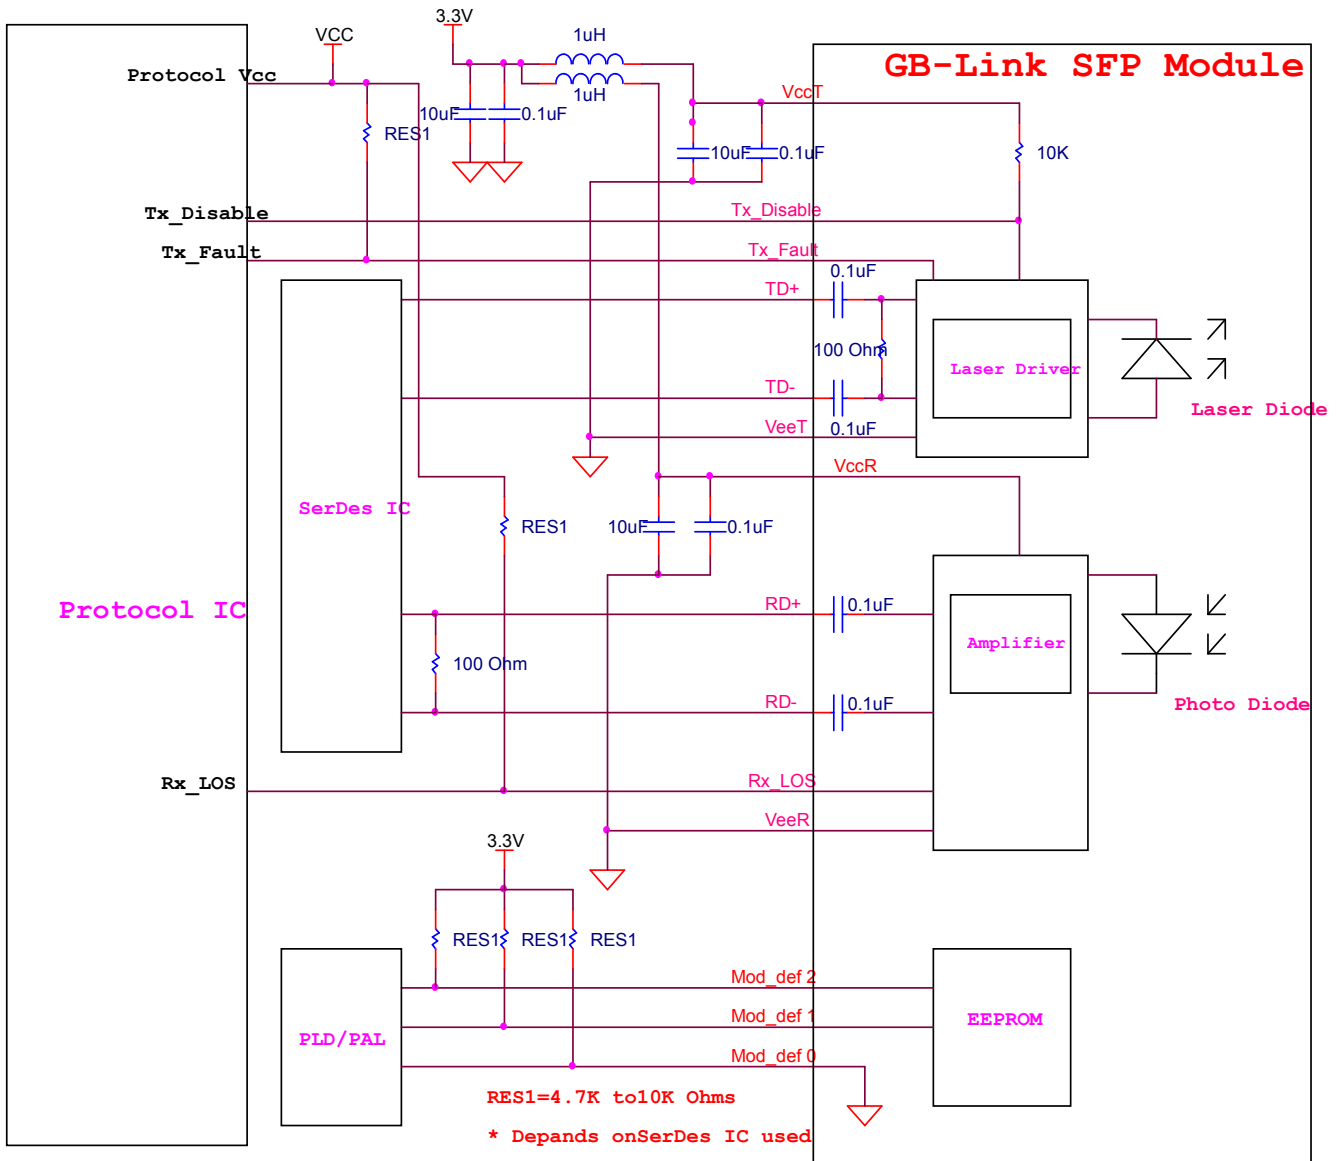 3.3V
VCC
1uH
GB-Link SFP Module
Protocol Vcc
1uH
VccT
10uF
0.1uF
RES1
10uF
0.1uF
10K
Tx_Disable
Tx_Disable
Tx_Fault
Tx_Fault
0.1uF
TD+
100 Ohm
Laser Driver
TD-
Laser Diode
VeeT
0.1uF
VccR
SerDes IC
RES1
10uF
0.1uF
Protocol IC
RD+
0.1uF
Amplifier
100 Ohm
RD-
0.1uF
Photo Diode
Rx_LOS
Rx_LOS
VeeR
3.3V
RES1
RES1
RES1
Mod_def 2
Mod_def 1
EEPROM
PLD/PAL
Mod_def 0
RES1=4.7K to10K Ohms
* Depands onSerDes IC used